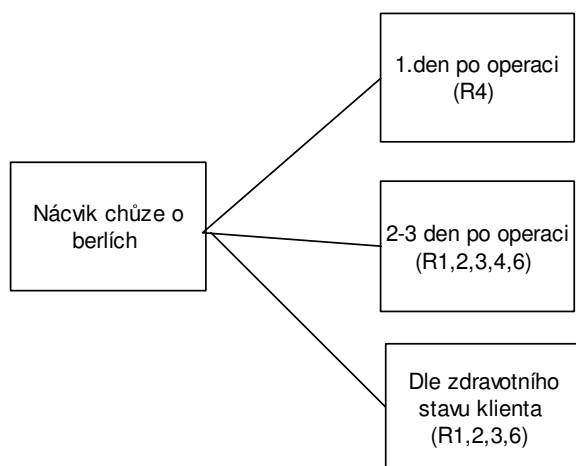 1.den po operaci
(R4)
Nácvik chůze o
berlích
2-3 den po operaci
(R1,2,3,4,6)
Dle zdravotního
stavu klienta
(R1,2,3,6)